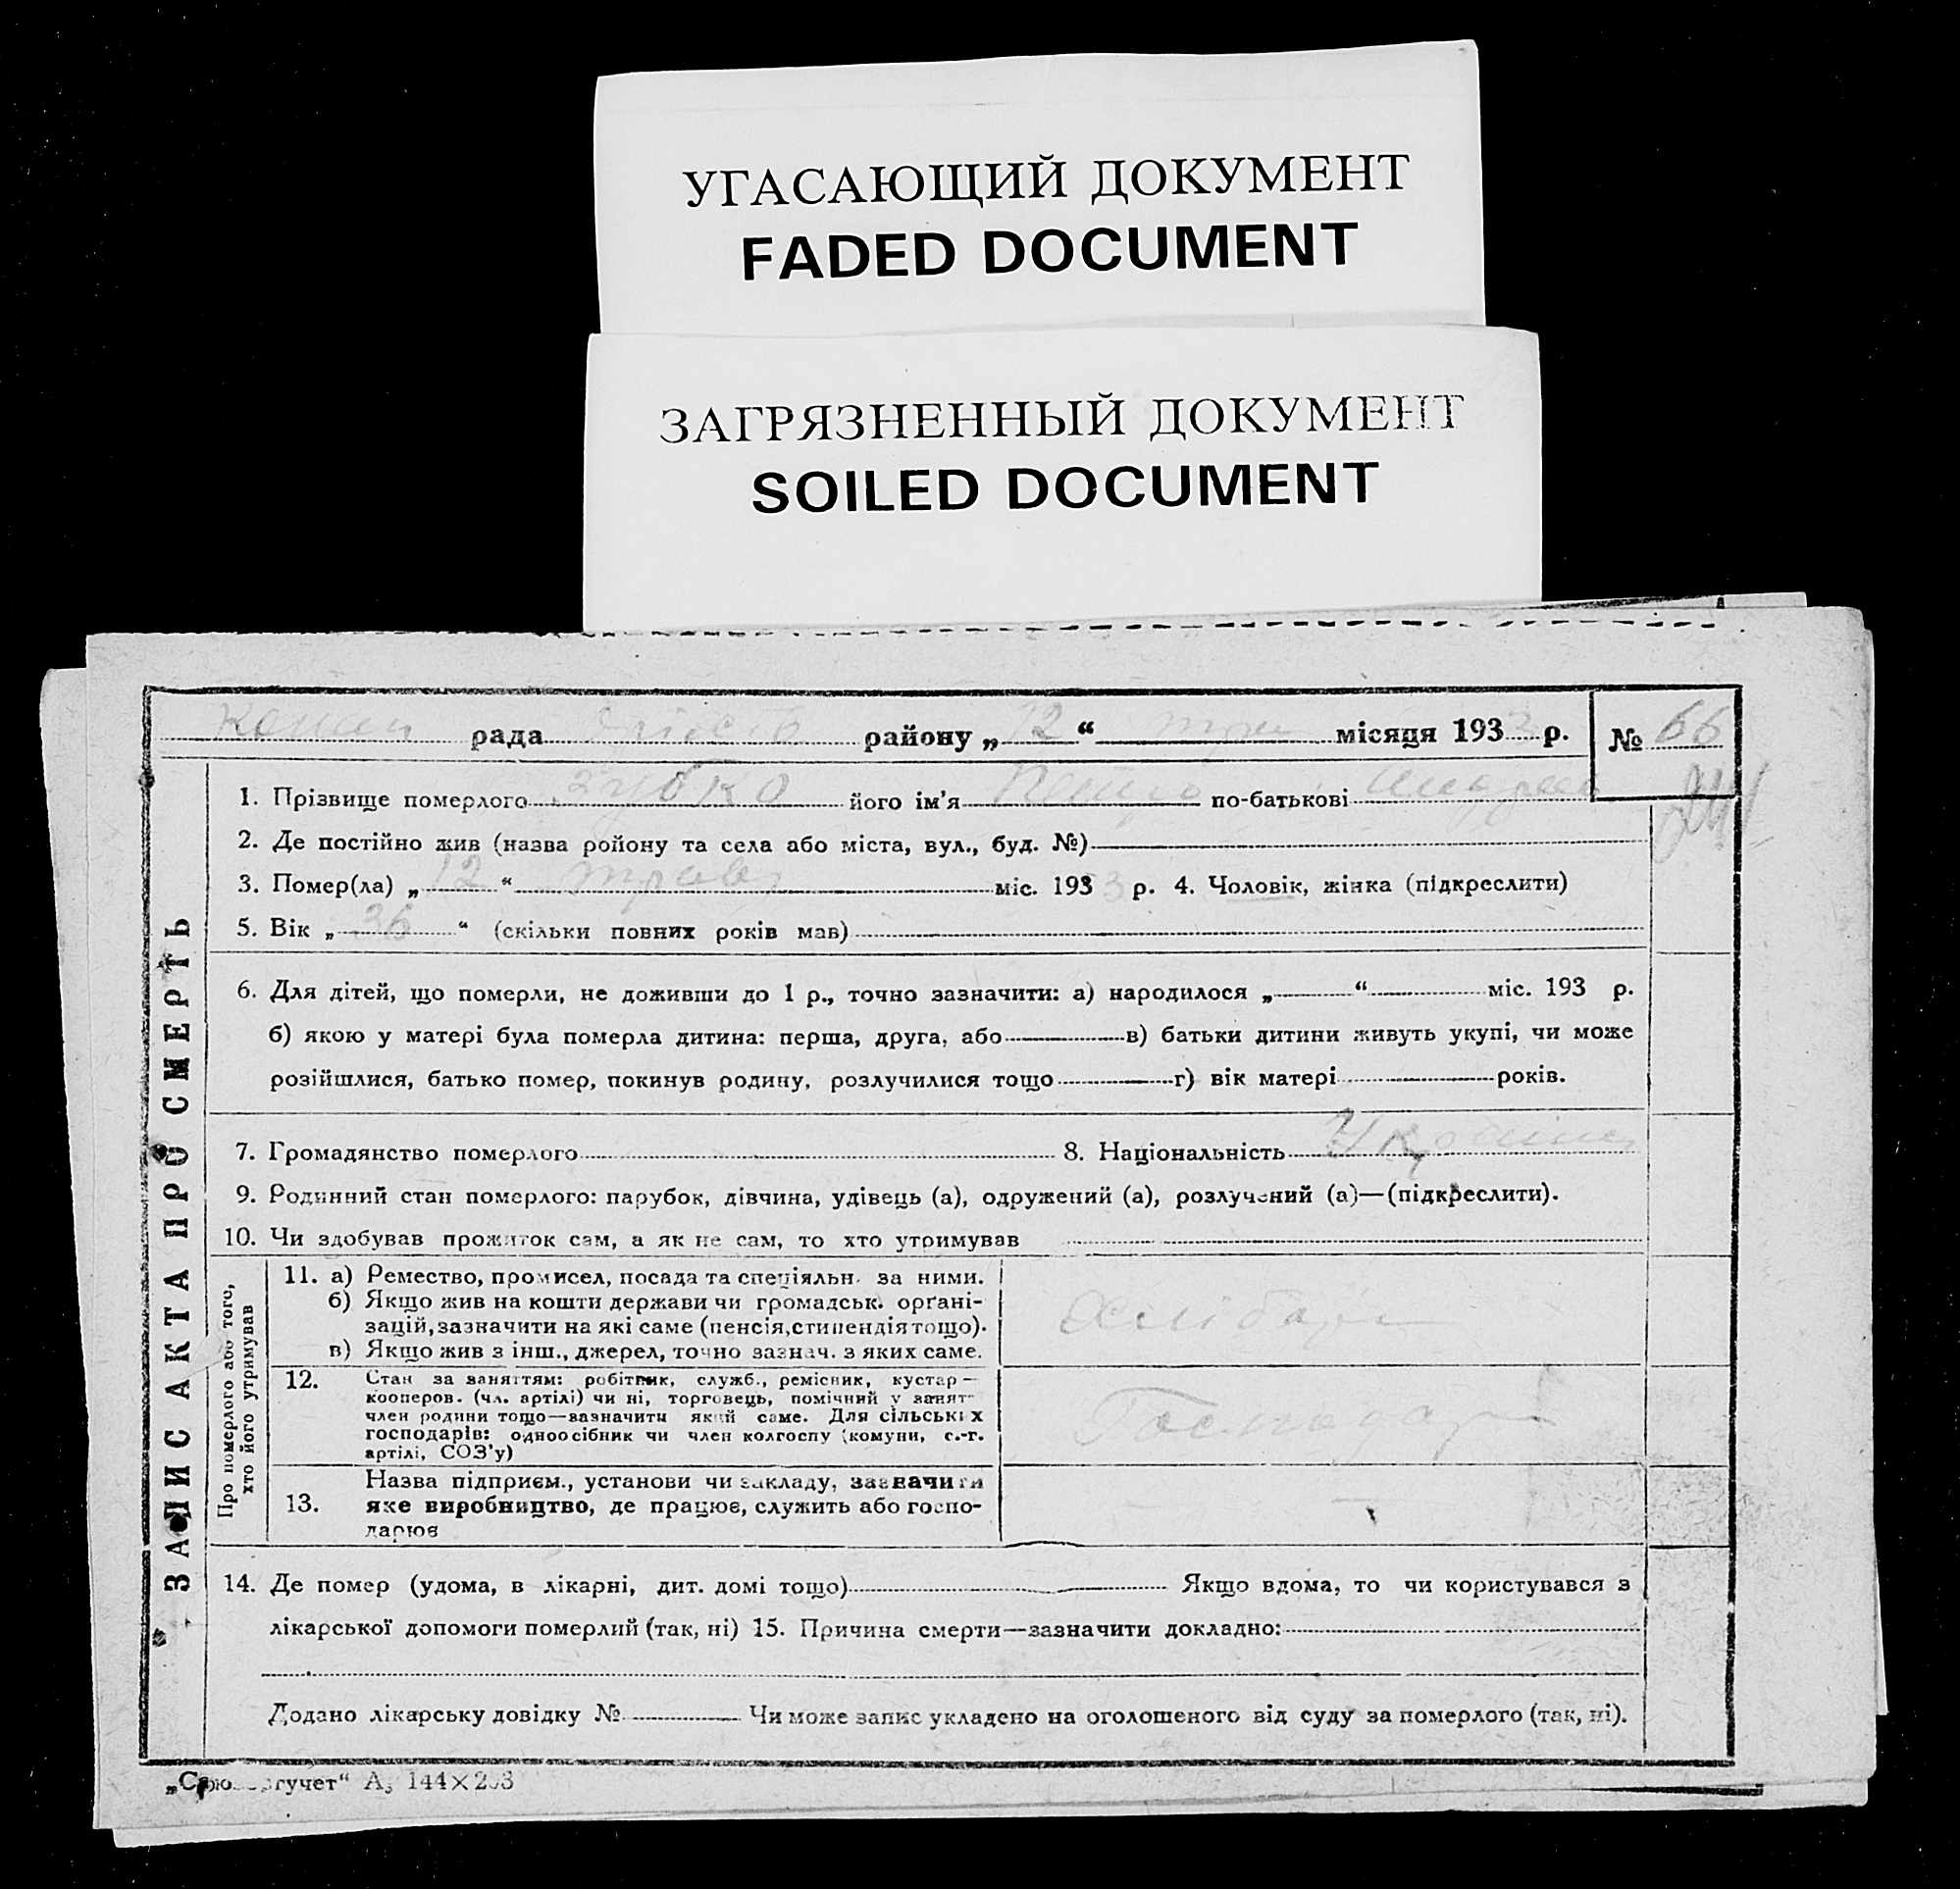 УГАСАЮЩИЙ ДОКУМЕНТ
FADED DOCUMENT
ЗАГРЯЗНЕННЫЙ ДОКУМЕНТ
SOILED DOCUMENT
рада району „ 12 “ місяця 1933 р. № 66
1. Прізвище померлого Зубко його ім'я Петро по-батькові
2. Де постійно жив (назва ройону та села або міста, вул., буд. №)
3. Помер(ла) „ 12 “ трав міс. 1933 р. 4. Чоловік, жінка (підкреслити)
5. Вік „ 36 “ (скільки повних років мав)
6. Для дітей, що померли, не доживши до 1 р., точно зазначити: а) народилося „ “ міс. 193 р.
б) якою у матері була померла дитина: перша, друга, або в) батьки дитини живуть укупі, чи може
розійшлися, батько помер, покинув родину, розлучилися тощо г) вік матері років.
7. Громадянство померлого 8. Національність
9. Родинний стан померлого: парубок, дівчина, удівець (а), одружений (а), розлучений (а)—(підкреслити).
10. Чи здобував прожиток сам, а як не сам, то хто утримував
11. а) Ремество, промисел, посада та спеціяльн. за ними.
б) Якщо жив на кошти держави чи громадськ. органі-
зацій, зазначити на які саме (пенсія, стипендія тощо).
в) Якщо жив з інш., джерел, точно зазнач. з яких саме.
12. Стан за заняттям: робітник, служб., ремісник, кустар—
кооперов. (чл. артілі) чи ні, торговець, помічний у занят-
член родини тощо—зазначити який саме. Для сільських
господарів: одноосібник чи член колгоспу (комуни, с.-г.
артілі, СОЗ'у)
13. Назва підприєм., установи чи закладу, зазначити
яке виробництво, де працює, служить або госпо-
дарює
14. Де помер (удома, в лікарні, дит. домі тощо) Якщо вдома, то чи користувався з
лікарської допомоги померлий (так, ні) 15. Причина смерти—зазначити докладно:
Додано лікарську довідку № Чи може запис укладено на оголошеного від суду за померлого (так, ні).
ЗАПИС АКТА ПРО СМЕРТЬ
Про померлого або того,
хто його утримував